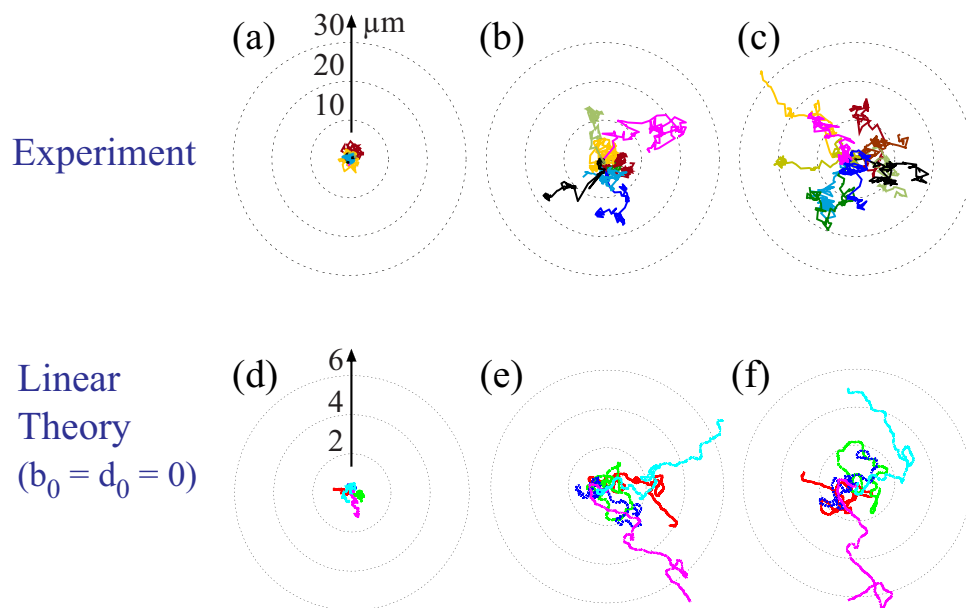 (a)
30 µm
20
10
(b)
(c)
Experiment
Linear
Theory
(b₀ = d₀ = 0)
(d)
6
4
2
(e)
(f)